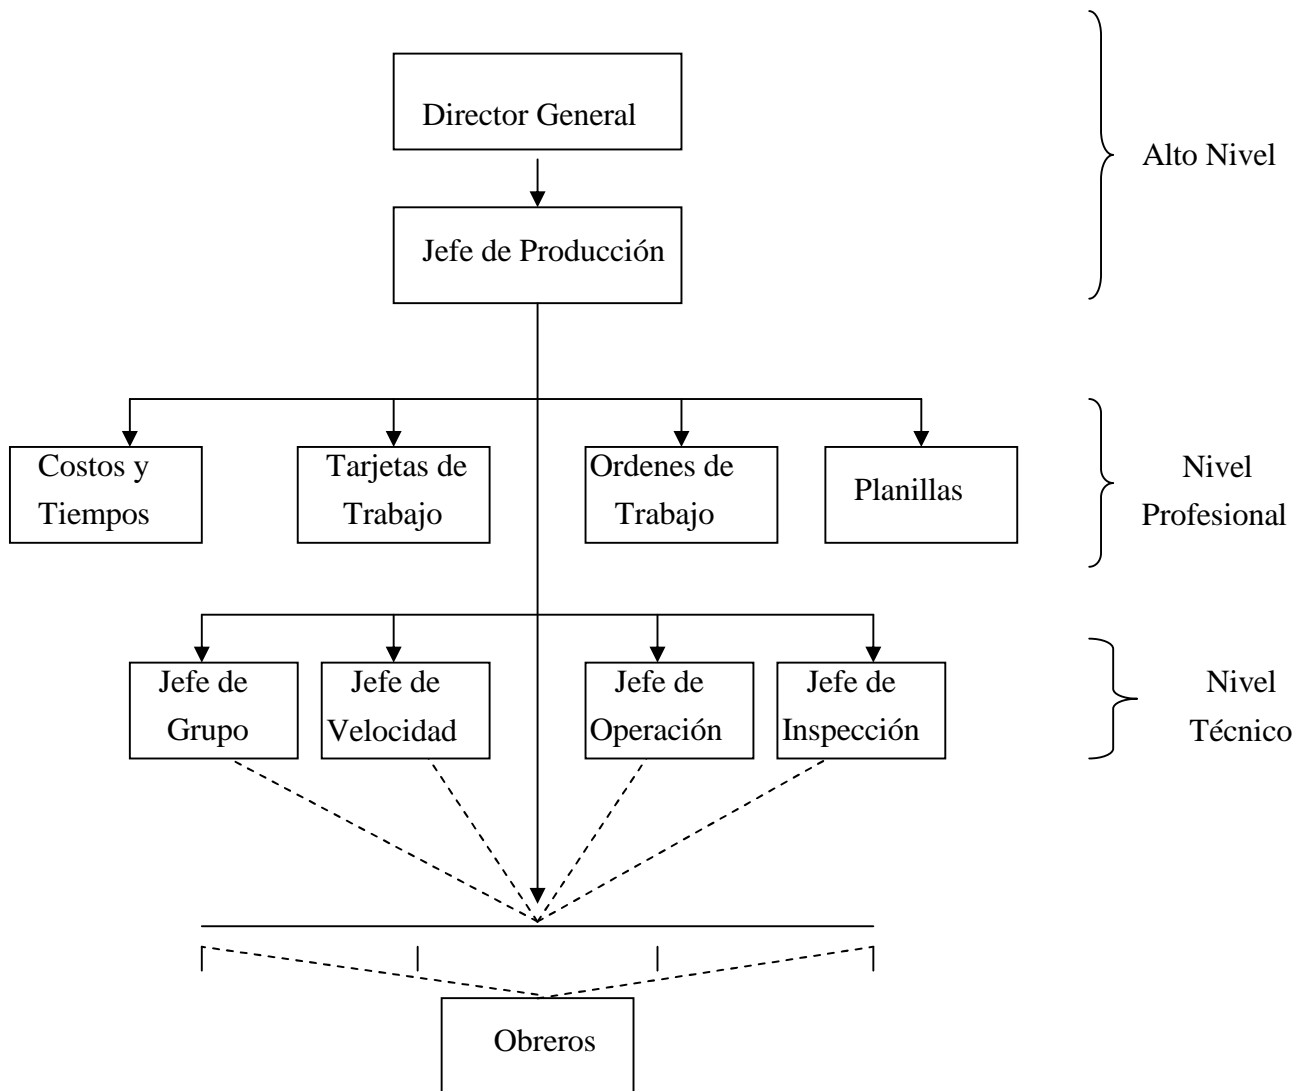 Director General
Alto Nivel
Jefe de Producción
Costos y
Tiempos
Tarjetas de
Trabajo
Ordenes de
Trabajo
Planillas
Nivel
Profesional
Jefe de
Grupo
Jefe de
Velocidad
Jefe de
Operación
Jefe de
Inspección
Nivel
Técnico
Obreros